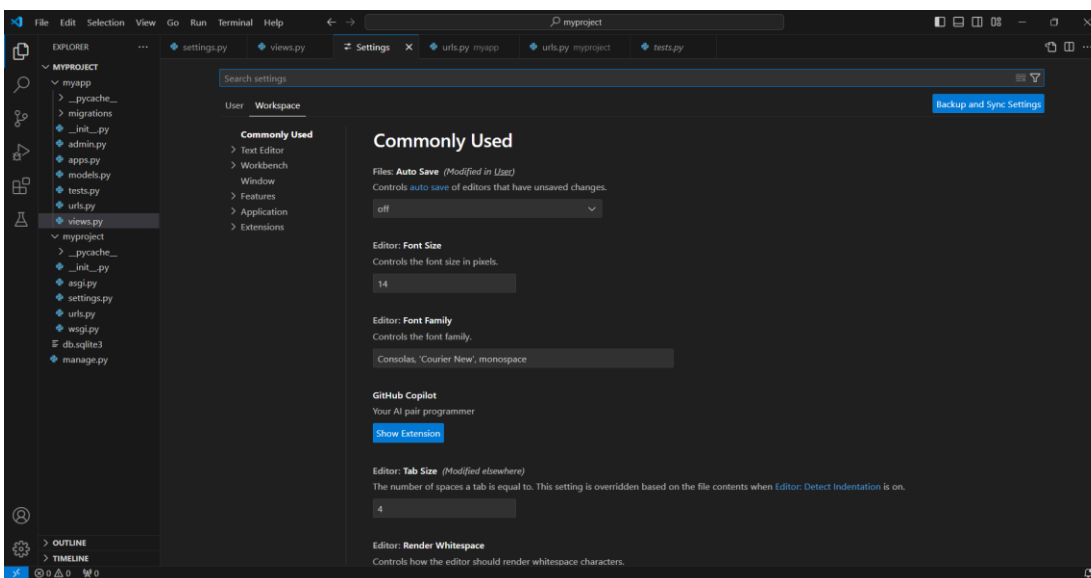 File Edit Selection View Go Run Terminal Help
myproject
EXPLORER
settings.py
views.py
Settings
urls.py myapp
urls.py myproject
tests.py
MYPROJECT
myapp
__pycache__
migrations
__init__.py
admin.py
apps.py
models.py
tests.py
urls.py
views.py
myproject
__pycache__
__init__.py
asgi.py
settings.py
urls.py
wsgi.py
db.sqlite3
manage.py
OUTLINE
TIMELINE
Search settings
User Workspace
Backup and Sync Settings
Commonly Used
Text Editor
Workbench
Window
Features
Application
Extensions
Commonly Used
Files: Auto Save (Modified in User)
Controls auto save of editors that have unsaved changes.
off
Editor: Font Size
Controls the font size in pixels.
14
Editor: Font Family
Controls the font family.
Consolas, 'Courier New', monospace
GitHub Copilot
Your AI pair programmer
Show Extension
Editor: Tab Size (Modified elsewhere)
The number of spaces a tab is equal to. This setting is overridden based on the file contents when Editor: Detect Indentation is on.
4
Editor: Render Whitespace
Controls how the editor should render whitespace characters.
0 0 0